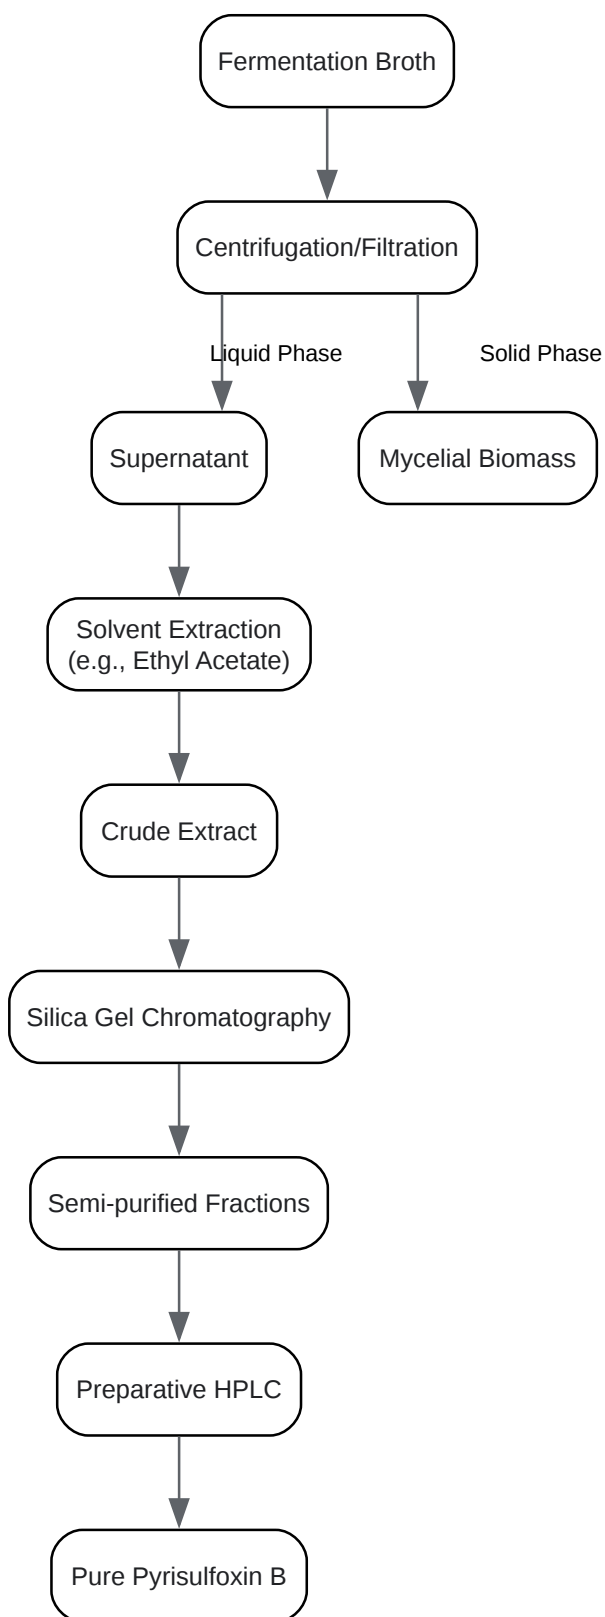 Fermentation Broth
Centrifugation/Filtration
Liquid Phase
Solid Phase
Supernatant
Mycelial Biomass
Solvent Extraction
(e.g., Ethyl Acetate)
Crude Extract
Silica Gel Chromatography
Semi-purified Fractions
Preparative HPLC
Pure Pyrisulfoxin B